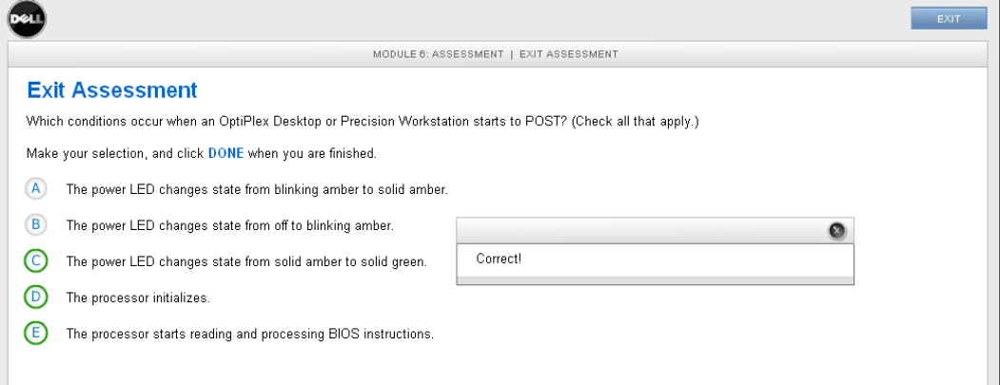 DELL
EXIT
MODULE 6: ASSESSMENT | EXIT ASSESSMENT
Exit Assessment
Which conditions occur when an OptiPlex Desktop or Precision Workstation starts to POST? (Check all that apply.)
Make your selection, and click DONE when you are finished.
A The power LED changes state from blinking amber to solid amber.
B The power LED changes state from off to blinking amber.
C The power LED changes state from solid amber to solid green.
Correct!
D The processor initializes.
E The processor starts reading and processing BIOS instructions.